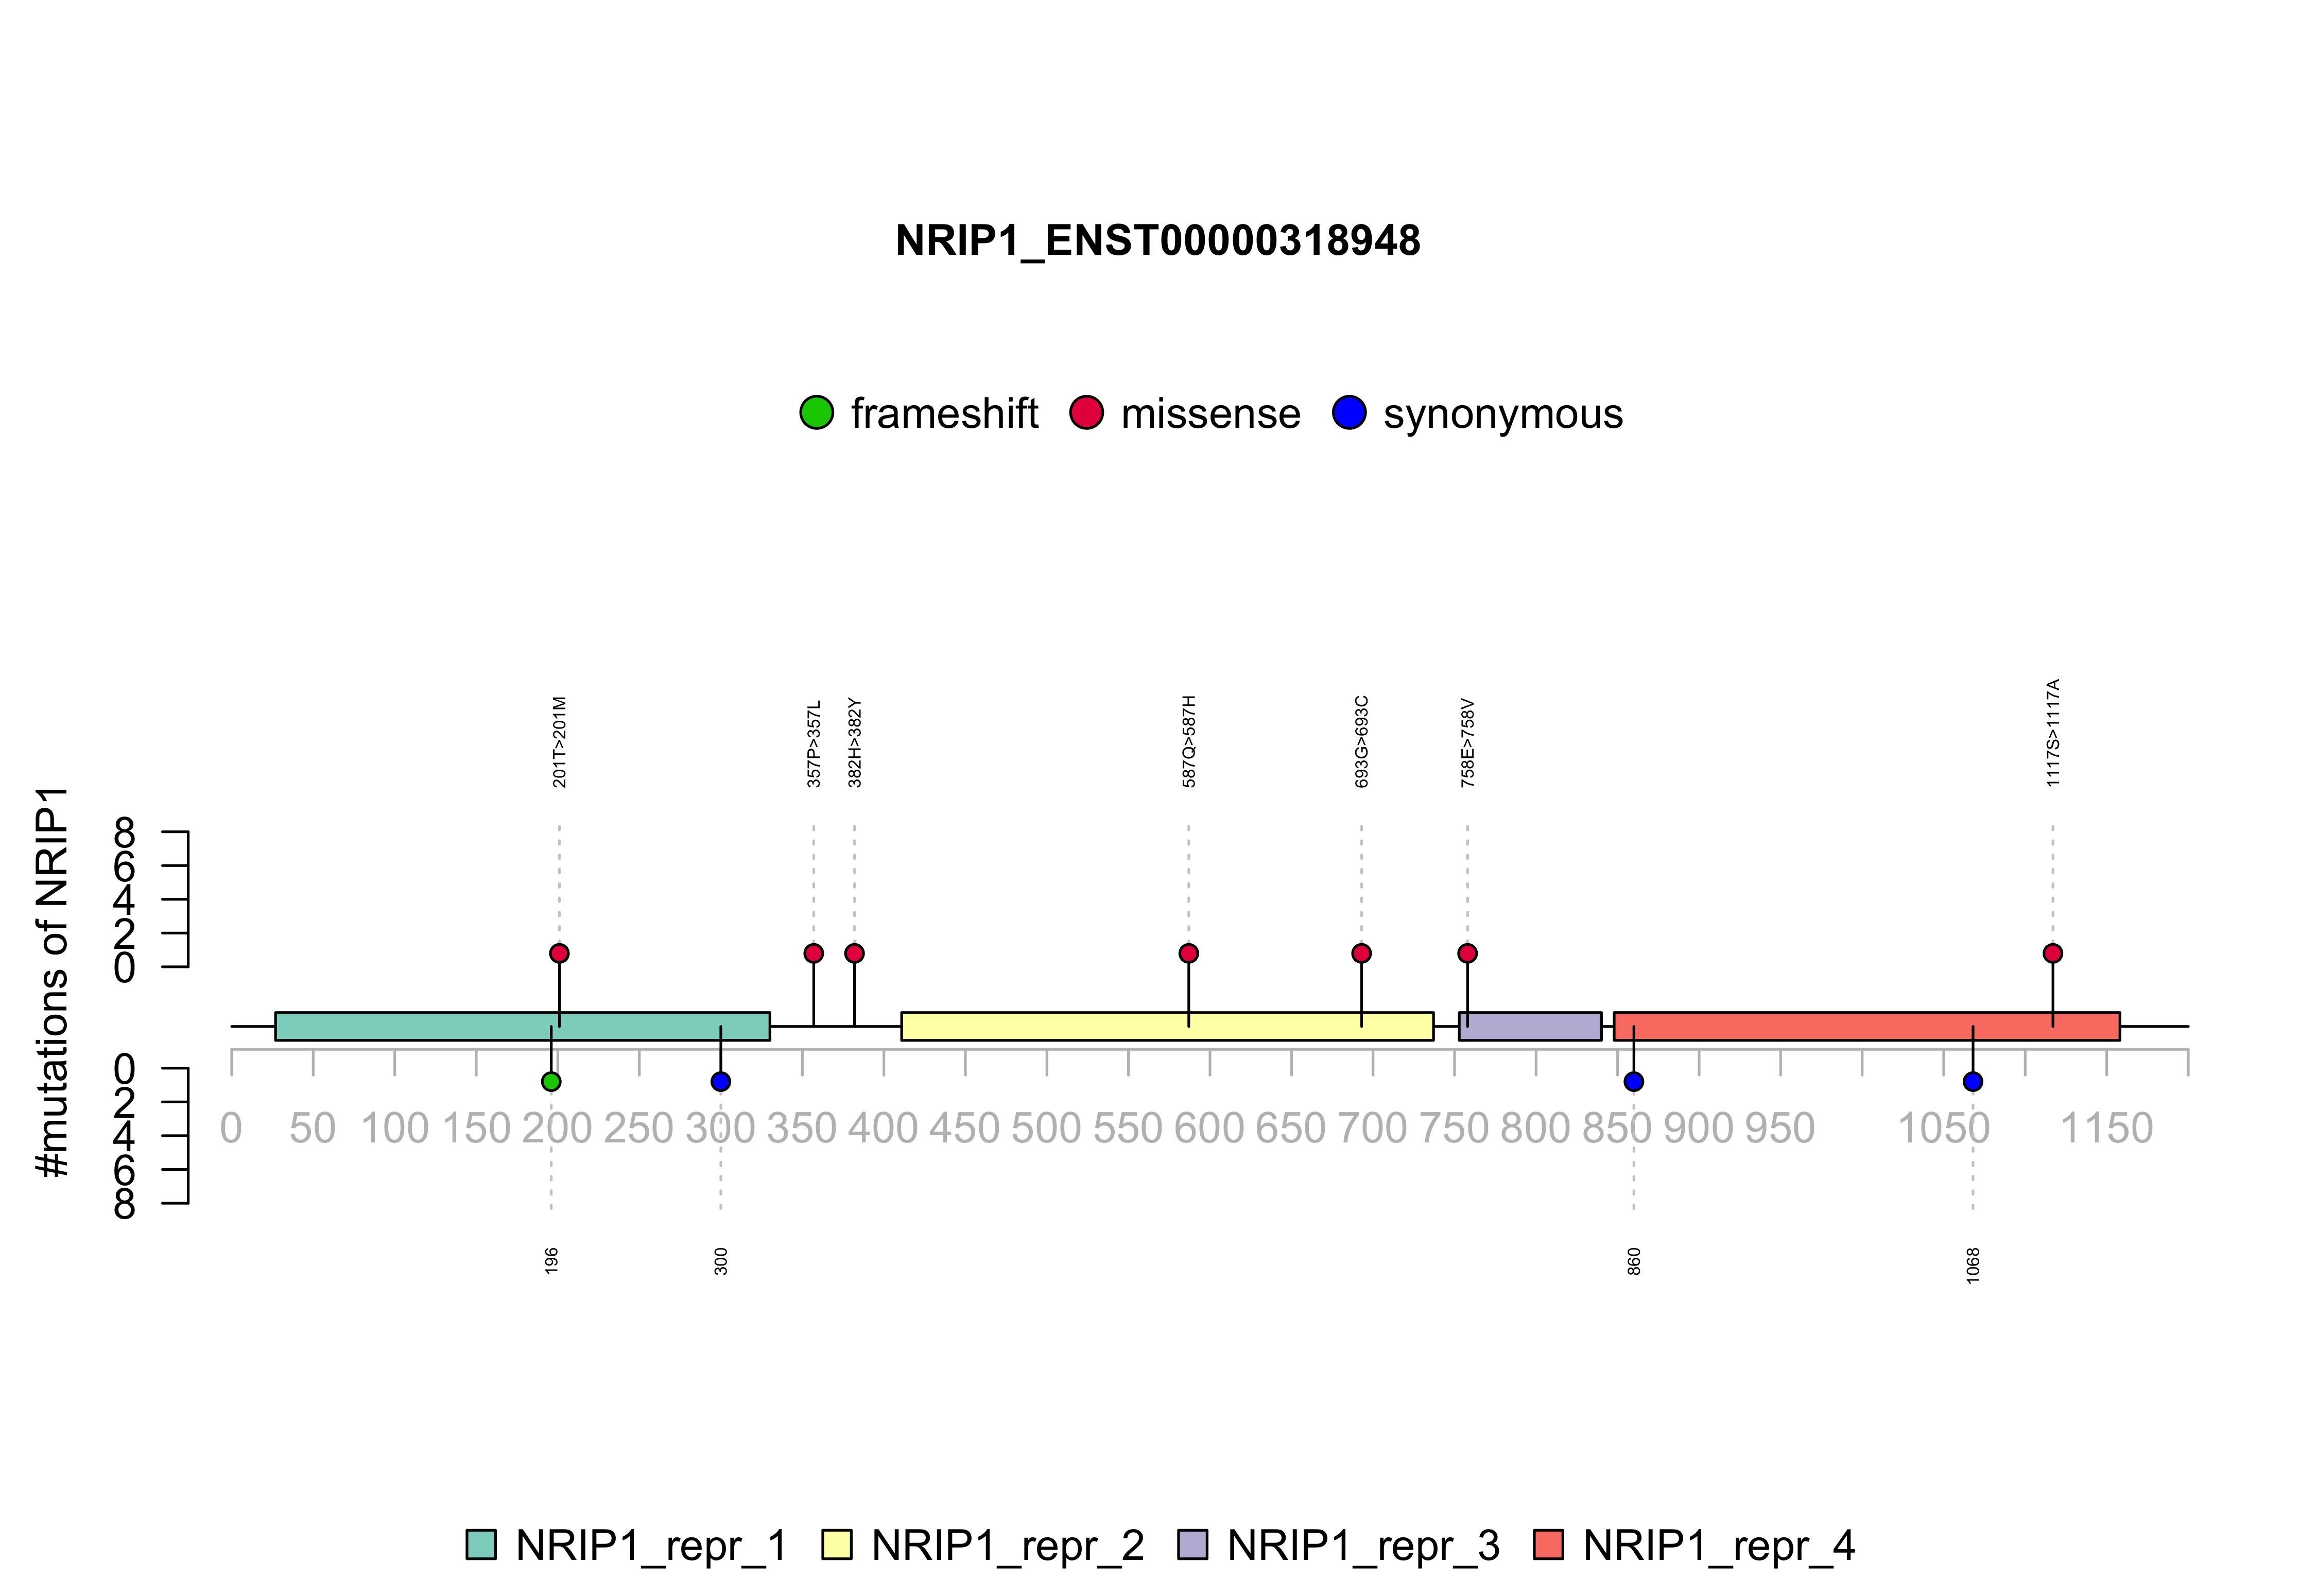 NRIP1_ENST00000318948
frameshift missense synonymous
201T>201M 357P>357L 382H>382Y 587Q>587H 693G>693C 758E>758V 1117S>1117A
#mutations of NRIP1
8
6
4
2
0
0
2
4
6
8
0 50 100 150 200 250 300 350 400 450 500 550 600 650 700 750 800 850 900 950 1050 1150
196 300 860 1068
NRIP1_repr_1 NRIP1_repr_2 NRIP1_repr_3 NRIP1_repr_4